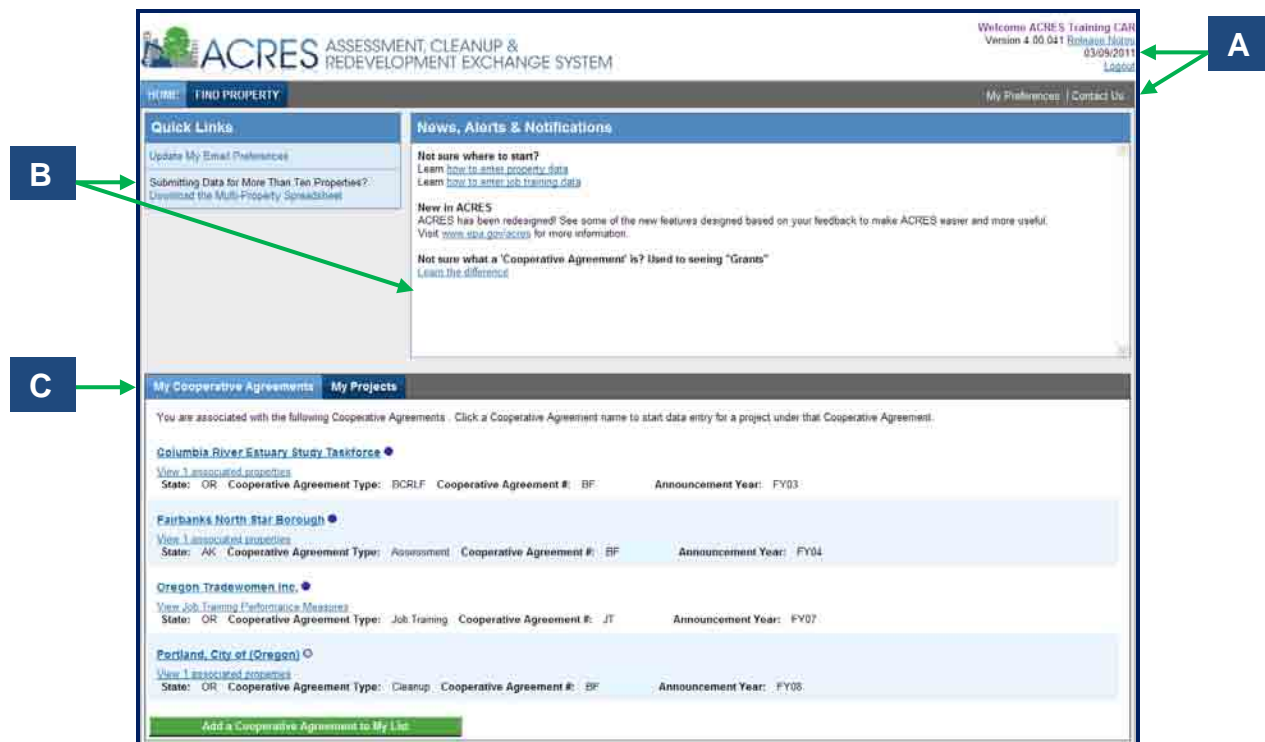 ACRES ASSESSMENT, CLEANUP &
REDEVELOPMENT EXCHANGE SYSTEM
Welcome ACRES Training CAR
Version 4.00.041 Release Notes
03/09/2011
Logout
A
HOME FIND PROPERTY
My Preferences | Contact Us
Quick Links
Update My Email Preferences
B
Submitting Data for More Than Ten Properties?
Download the Multi-Property Spreadsheet
News, Alerts & Notifications
Not sure where to start?
Learn how to enter property data
Learn how to enter job training data
New in ACRES
ACRES has been redesigned! See some of the new features designed based on your feedback to make ACRES easier and more useful.
Visit www.epa.gov/acres for more information.
Not sure what a 'Cooperative Agreement' is? Used to seeing "Grants"
Learn the difference
C
My Cooperative Agreements My Projects
You are associated with the following Cooperative Agreements . Click a Cooperative Agreement name to start data entry for a project under that Cooperative Agreement.
Columbia River Estuary Study Taskforce
View 1 associated properties
State: OR Cooperative Agreement Type: BCRLF Cooperative Agreement #: BF Announcement Year: FY03
Fairbanks North Star Borough
View 1 associated properties
State: AK Cooperative Agreement Type: Assessment Cooperative Agreement #: BF Announcement Year: FY04
Oregon Tradewomen Inc.
View Job Training Performance Measures
State: OR Cooperative Agreement Type: Job Training Cooperative Agreement #: JT Announcement Year: FY07
Portland, City of (Oregon)
View 1 associated properties
State: OR Cooperative Agreement Type: Cleanup Cooperative Agreement #: BF Announcement Year: FY08
Add a Cooperative Agreement to My List